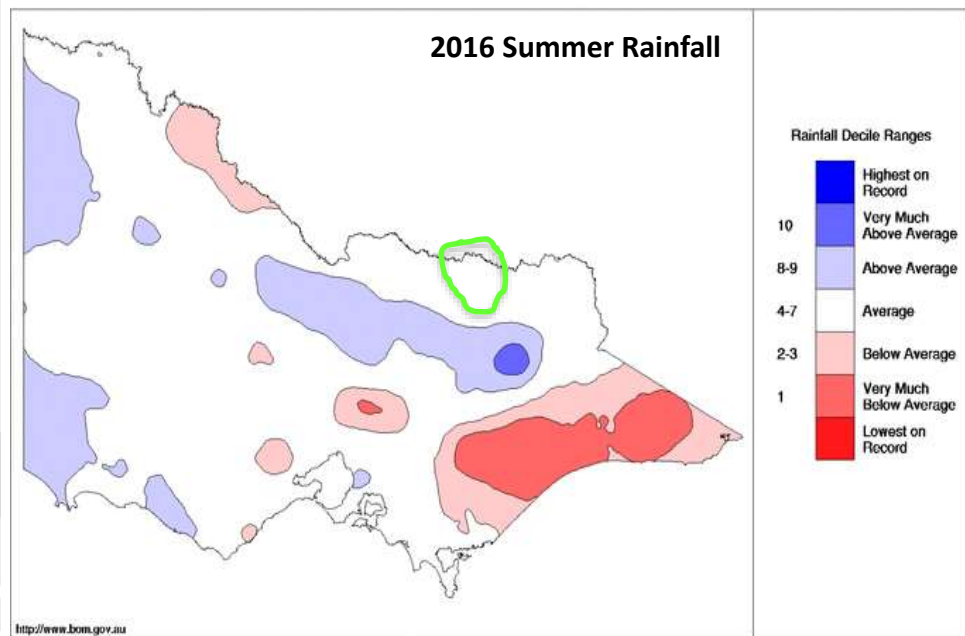 2016 Summer Rainfall
Rainfall Decile Ranges
Highest on
Record
10
Very Much
Above Average
8-9
Above Average
4-7
Average
2-3
Below Average
1
Very Much
Below Average
Lowest on
Record
http://www.bom.gov.au